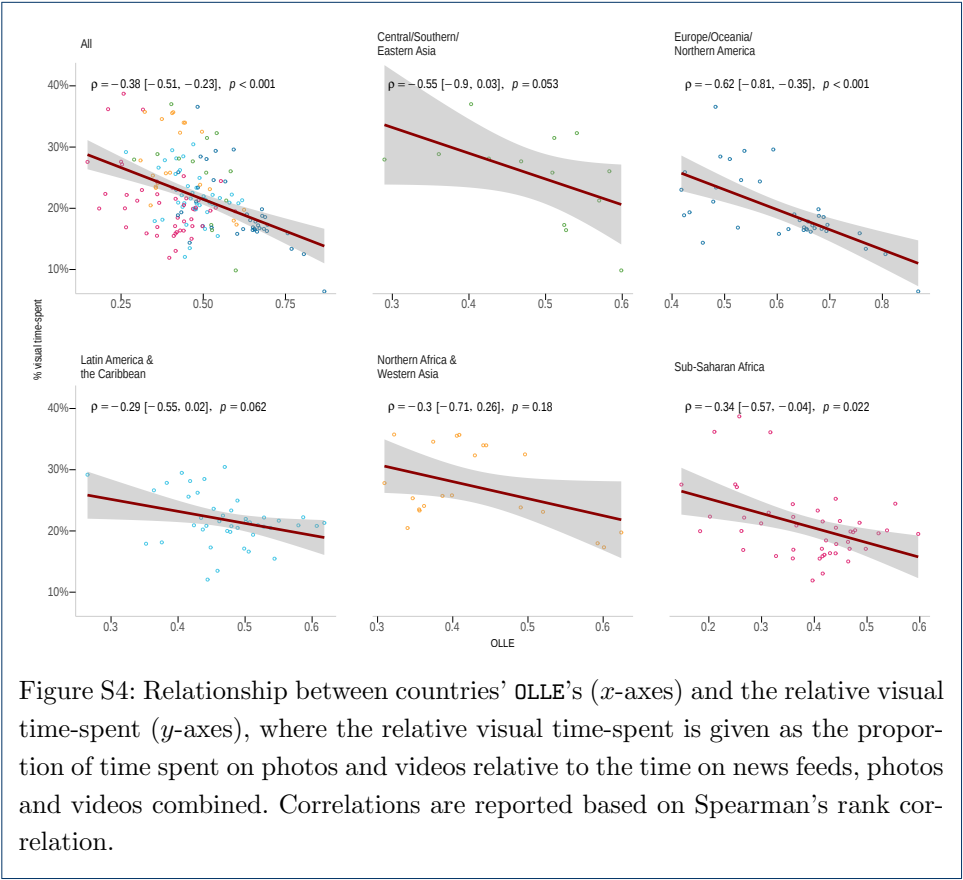 All
Central/Southern/
Eastern Asia
Europe/Oceania/
Northern America
ρ = −0.38 [−0.51, −0.23], p < 0.001
ρ = −0.55 [−0.9, 0.03], p = 0.053
ρ = −0.62 [−0.81, −0.35], p < 0.001
40%
30%
20%
10%
0.25 0.50 0.75
0.3 0.4 0.5 0.6
0.4 0.5 0.6 0.7 0.8
% visual time-spent
Latin America &
the Caribbean
Northern Africa &
Western Asia
Sub-Saharan Africa
ρ = −0.29 [−0.55, 0.02], p = 0.062
ρ = −0.3 [−0.71, 0.26], p = 0.18
ρ = −0.34 [−0.57, −0.04], p = 0.022
40%
30%
20%
10%
0.3 0.4 0.5 0.6
0.3 0.4 0.5 0.6
0.2 0.3 0.4 0.5 0.6
OLLE
Figure S4: Relationship between countries' OLLE's (x-axes) and the relative visual
time-spent (y-axes), where the relative visual time-spent is given as the propor-
tion of time spent on photos and videos relative to the time on news feeds, photos
and videos combined. Correlations are reported based on Spearman's rank cor-
relation.